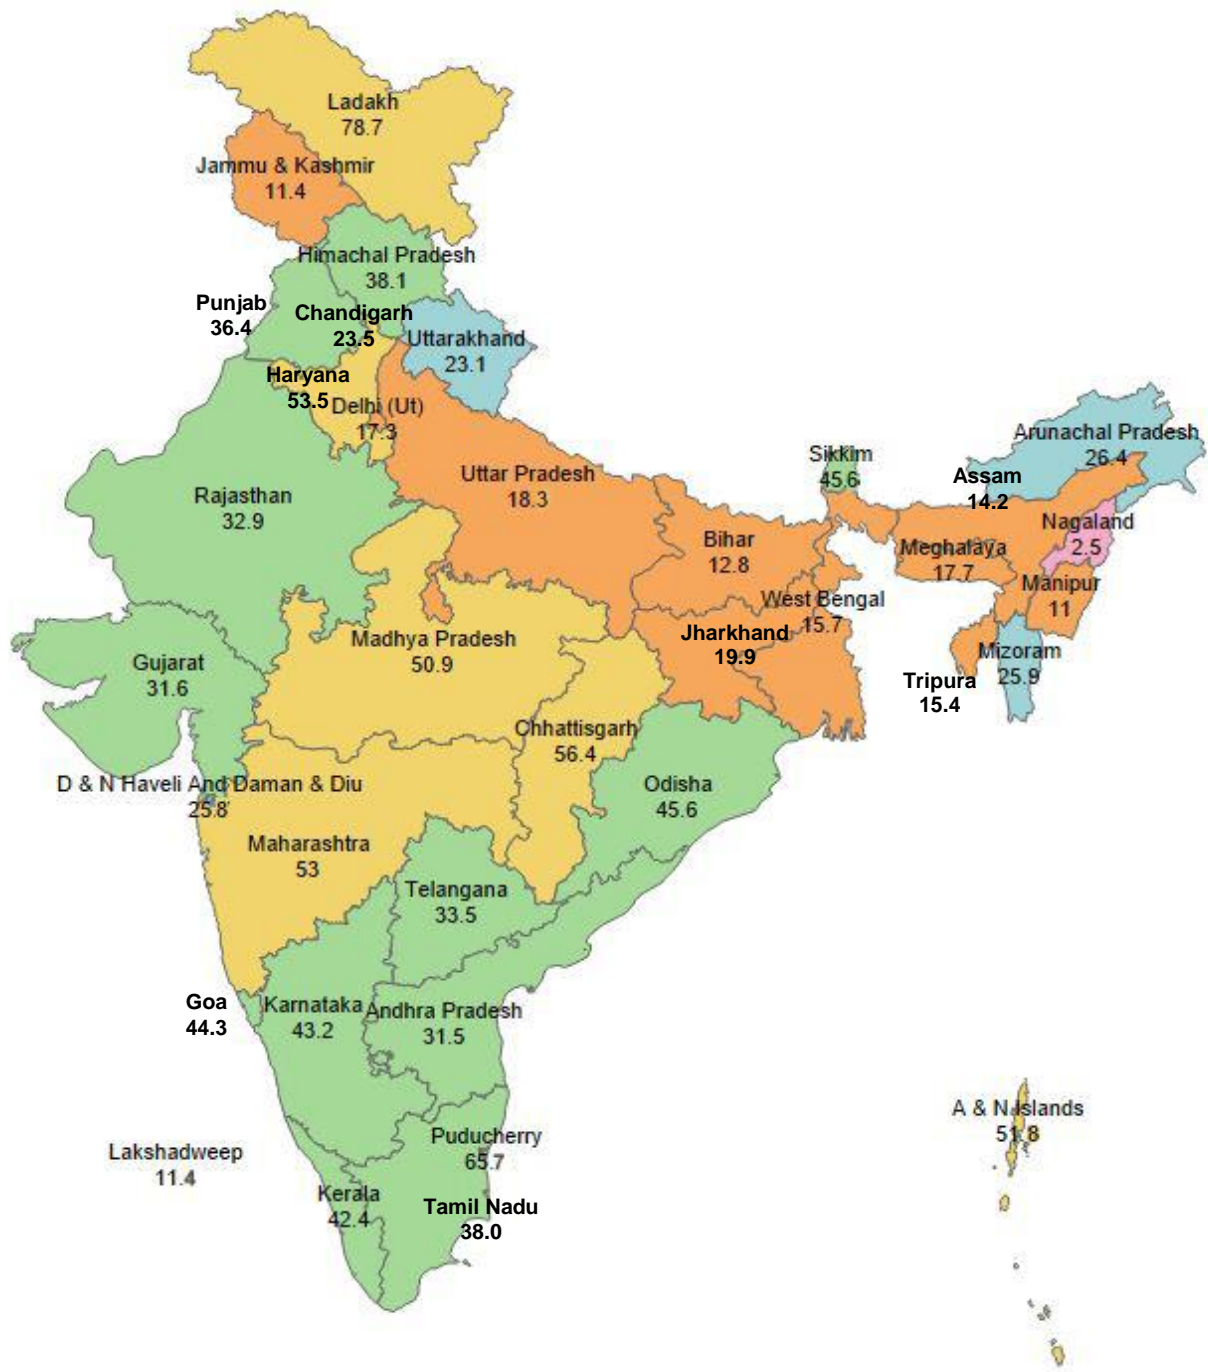 Ladakh
78.7
Jammu & Kashmir
11.4
Himachal Pradesh
38.1
Punjab
36.4
Chandigarh
23.5
Uttarakhand
23.1
Haryana
53.5
Delhi (Ut)
17.3
Rajasthan
32.9
Uttar Pradesh
18.3
Sikkim
45.6
Arunachal Pradesh
26.4
Assam
14.2
Nagaland
2.5
Bihar
12.8
Meghalaya
17.7
Manipur
11
West Bengal
15.7
Jharkhand
19.9
Madhya Pradesh
50.9
Gujarat
31.6
Mizoram
25.9
Tripura
15.4
Chhattisgarh
56.4
D & N Haveli And Daman & Diu
25.8
Odisha
45.6
Maharashtra
53
Telangana
33.5
Goa
44.3
Karnataka
43.2
Andhra Pradesh
31.5
A & N Islands
51.8
Puducherry
65.7
Lakshadweep
11.4
Kerala
42.4
Tamil Nadu
38.0